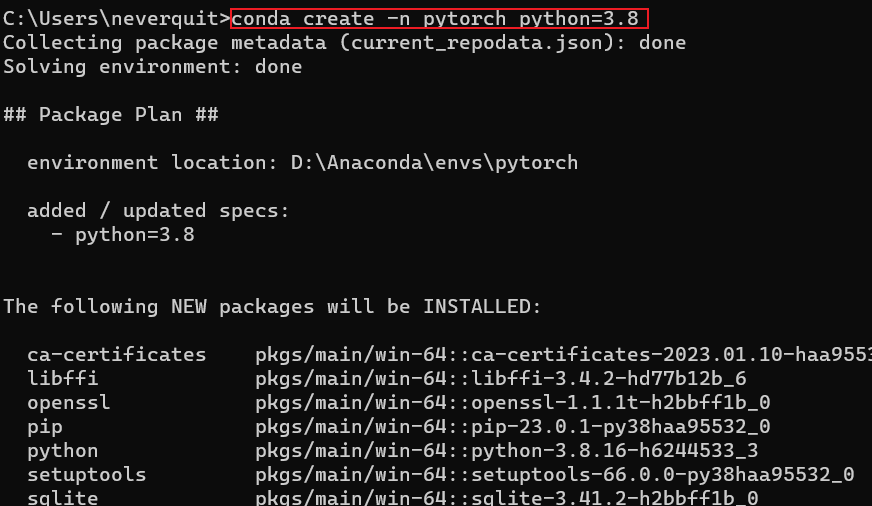 C:\Users\neverquit>conda create -n pytorch python=3.8
Collecting package metadata (current_repodata.json): done
Solving environment: done
## Package Plan ##
environment location: D:\Anaconda\envs\pytorch
added / updated specs:
- python=3.8
The following NEW packages will be INSTALLED:
ca-certificates pkgs/main/win-64::ca-certificates-2023.01.10-haa9553
libffi pkgs/main/win-64::libffi-3.4.2-hd77b12b_6
openssl pkgs/main/win-64::openssl-1.1.1t-h2bbff1b_0
pip pkgs/main/win-64::pip-23.0.1-py38haa95532_0
python pkgs/main/win-64::python-3.8.16-h6244533_3
setuptools pkgs/main/win-64::setuptools-66.0.0-py38haa95532_0
sqlite pkgs/main/win-64::sqlite-3.41.2-h2bbff1b_0